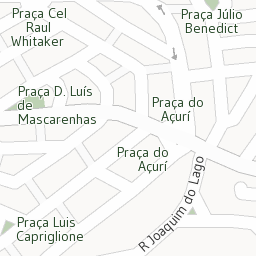 Praça Cel
Raul
Whitaker
Praça Júlio
Benedict
Praça D. Luís
de
Mascarenhas
Praça do
Açurí
Praça do
Açurí
R Joaquim do Lago
Praça Luis
Capriglione